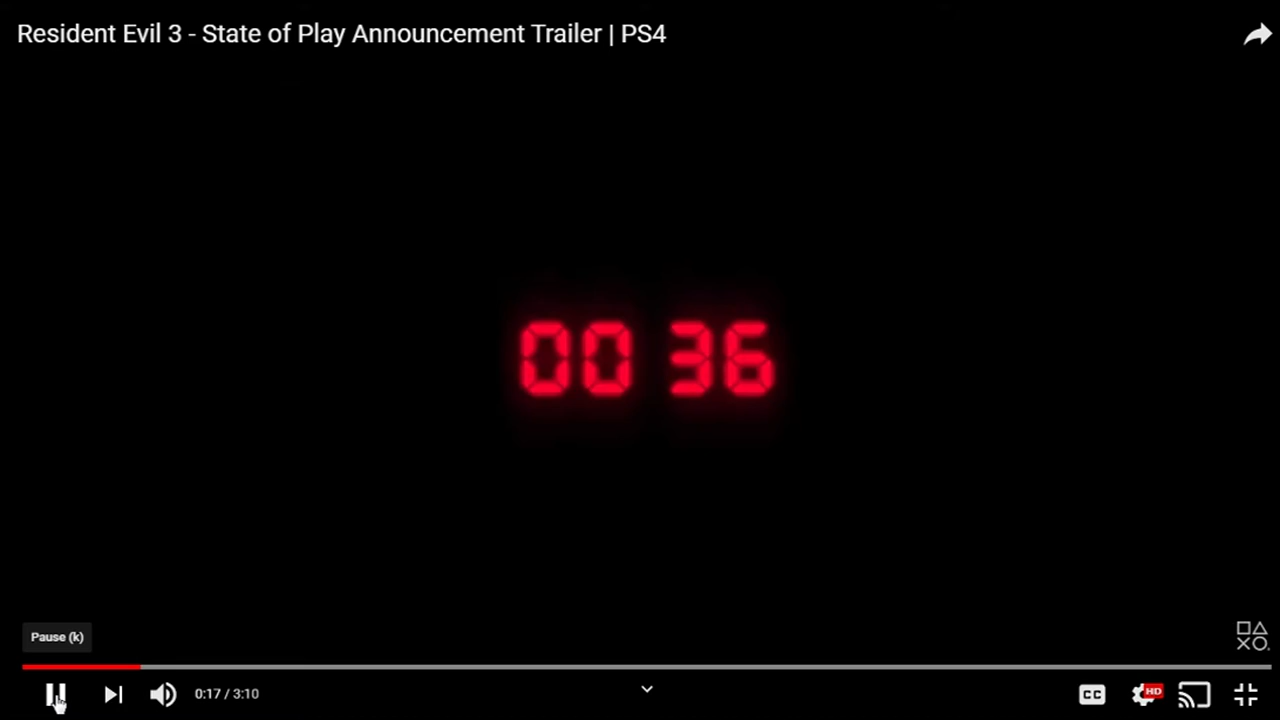 Resident Evil 3 - State of Play Announcement Trailer | PS4
00 36
Pause (k)
0:17 / 3:10
CC
HD